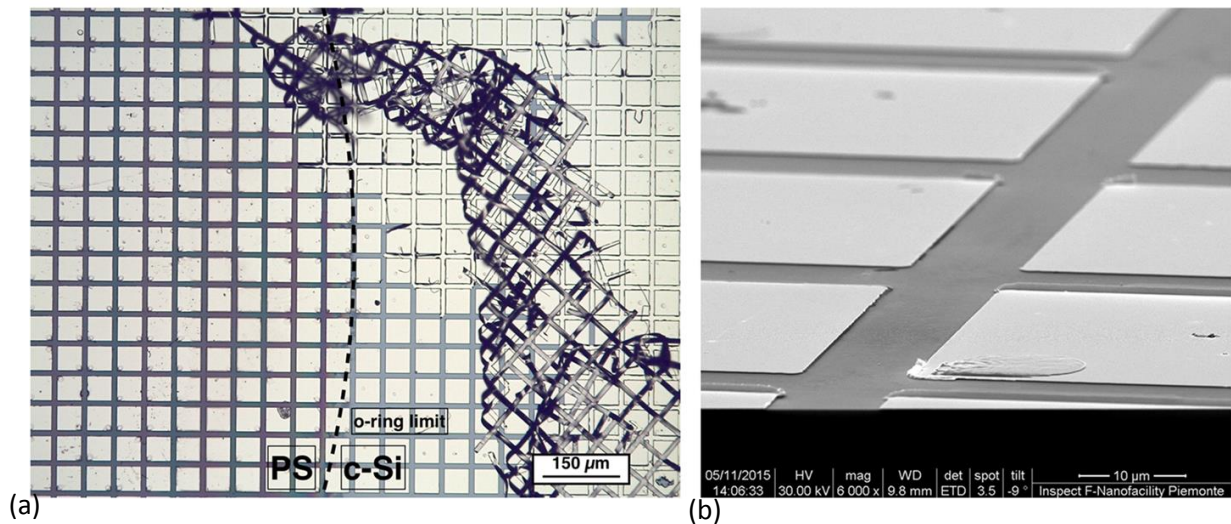 o-ring limit
PS c-Si
150 µm
(a)
05/11/2015 HV mag WD det spot tilt
14:06:33 30.00 kV 6 000 x 9.8 mm ETD 3.5 -9 ° Inspect F-Nanofacility Piemonte
10 µm
(b)